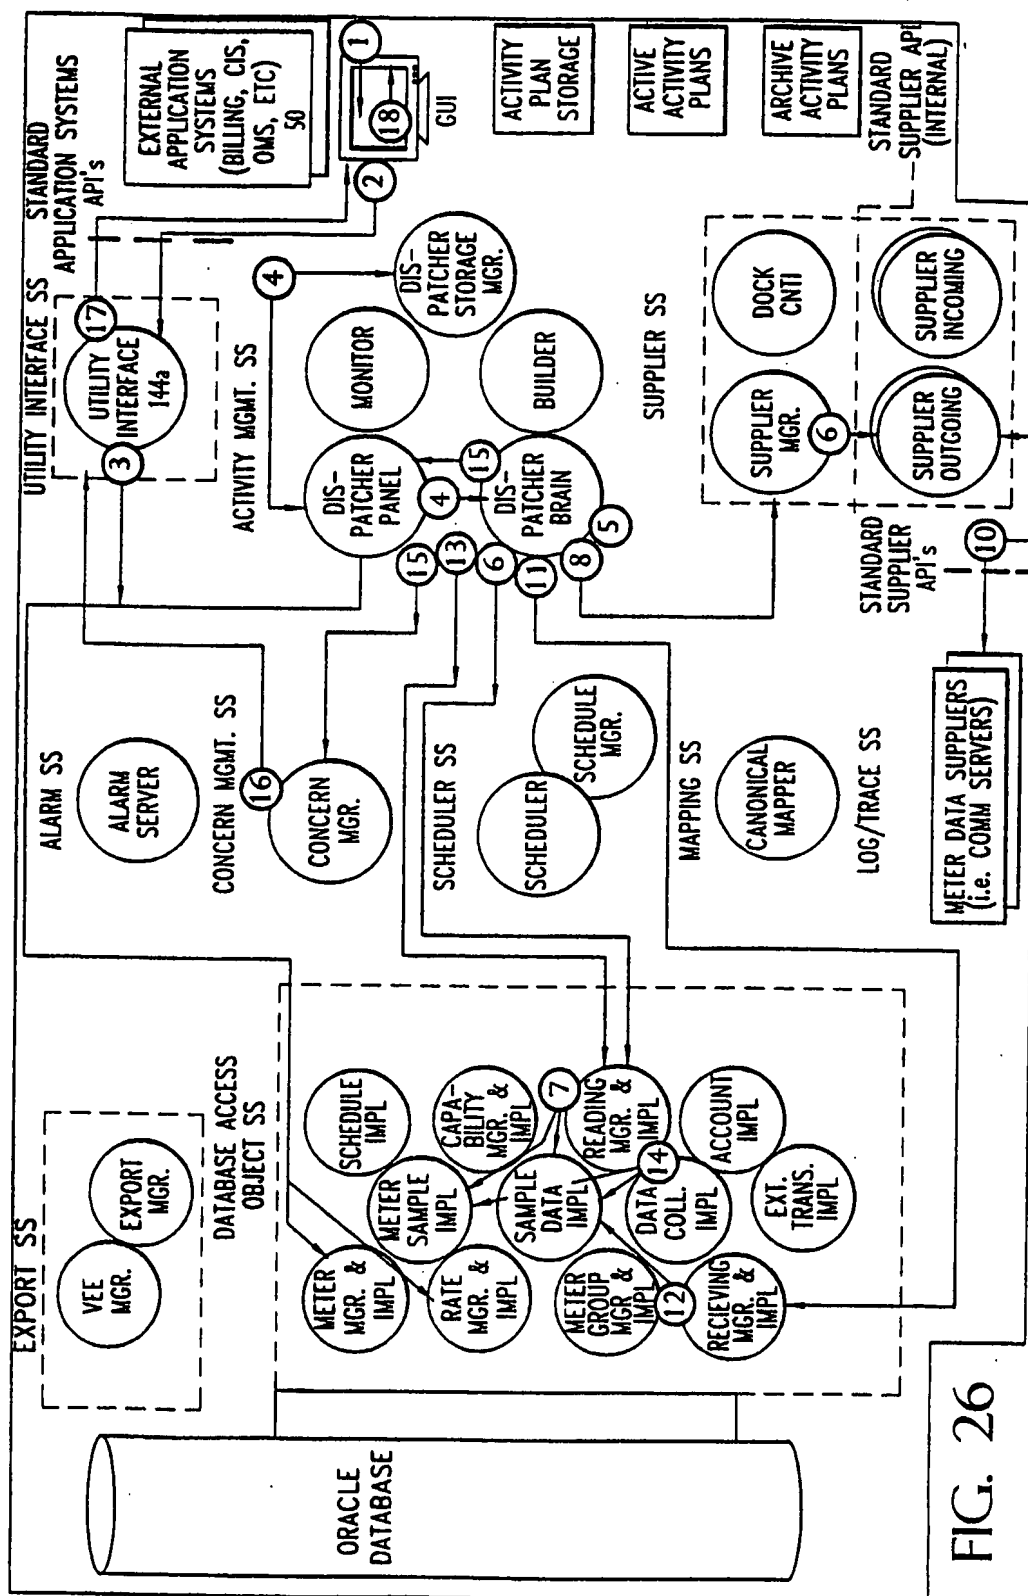 EXPORT SS
VEE
MGR.
EXPORT
MGR.
ALARM SS
ALARM
SERVER
UTILITY INTERFACE SS
UTILITY
INTERFACE
144a
17
3
STANDARD
APPLICATION SYSTEMS
API's
EXTERNAL
APPLICATION
SYSTEMS
(BILLING, CIS,
OMS, ETC)
50
1
18
2
GUI
DATABASE ACCESS
OBJECT SS
CONCERN MGMT. SS
16
CONCERN
MGR.
ACTIVITY MGMT. SS
4
DIS-
PATCHER
PANEL
MONITOR
DIS-
PATCHER
STORAGE
MGR.
4
15
DIS-
PATCHER
BRAIN
BUILDER
15
13
6
11
8
5
ACTIVITY
PLAN
STORAGE
ACTIVE
ACTIVITY
PLANS
ARCHIVE
ACTIVITY
PLANS
ORACLE
DATABASE
METER
MGR. &
IMPL
SCHEDULE
IMPL
METER
SAMPLE
IMPL
RATE
MGR. &
IMPL
CAPA-
BILITY
MGR. &
IMPL
7
SAMPLE
DATA
IMPL
READING
MGR. &
IMPL
METER
GROUP
MGR. &
IMPL
14
DATA
COLL.
IMPL
ACCOUNT
IMPL
12
RECIEVING
MGR. &
IMPL
EXT.
TRANS.
IMPL
SCHEDULER SS
SCHEDULER
SCHEDULE
MGR.
MAPPING SS
CANONICAL
MAPPER
LOG/TRACE SS
METER DATA SUPPLIERS
(i.e. COMM SERVERS)
SUPPLIER SS
SUPPLIER
MGR.
DOCK
CNTI
6
SUPPLIER
OUTGOING
SUPPLIER
INCOMING
STANDARD
SUPPLIER API
(INTERNAL)
STANDARD
SUPPLIER
API's
10
FIG. 26